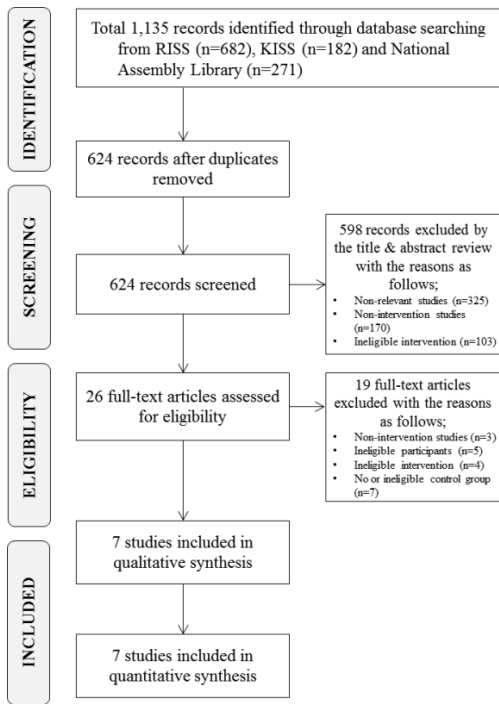 IDENTIFICATION
Total 1,135 records identified through database searching
from RISS (n=682), KISS (n=182) and National
Assembly Library (n=271)
624 records after duplicates
removed
SCREENING
624 records screened
598 records excluded by
the title & abstract review
with the reasons as
follows;
• Non-relevant studies (n=325)
• Non-intervention studies
(n=170)
• Ineligible intervention (n=103)
ELIGIBILITY
26 full-text articles assessed
for eligibility
19 full-text articles
excluded with the reasons
as follows;
• Non-intervention studies (n=3)
• Ineligible participants (n=5)
• Ineligible intervention (n=4)
• No or ineligible control group
(n=7)
7 studies included in
qualitative synthesis
INCLUDED
7 studies included in
quantitative synthesis